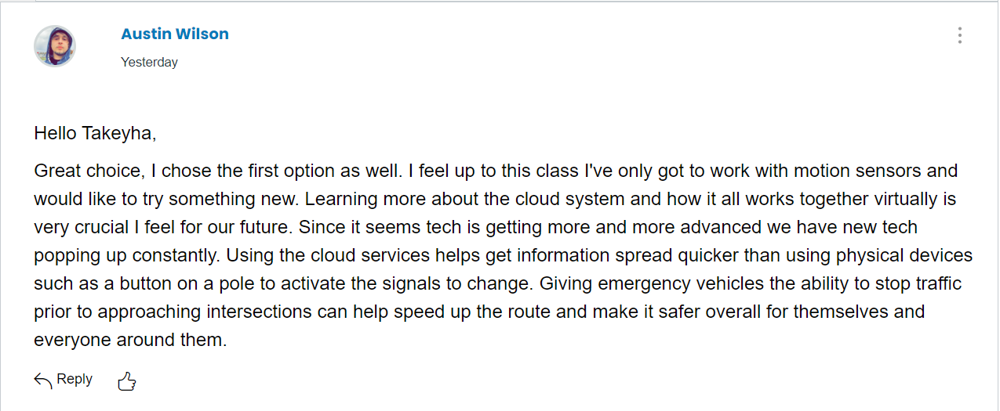 Austin Wilson
Yesterday
Hello Takeyha,
Great choice, I chose the first option as well. I feel up to this class I've only got to work with motion sensors and
would like to try something new. Learning more about the cloud system and how it all works together virtually is
very crucial I feel for our future. Since it seems tech is getting more and more advanced we have new tech
popping up constantly. Using the cloud services helps get information spread quicker than using physical devices
such as a button on a pole to activate the signals to change. Giving emergency vehicles the ability to stop traffic
prior to approaching intersections can help speed up the route and make it safer overall for themselves and
everyone around them.
Reply